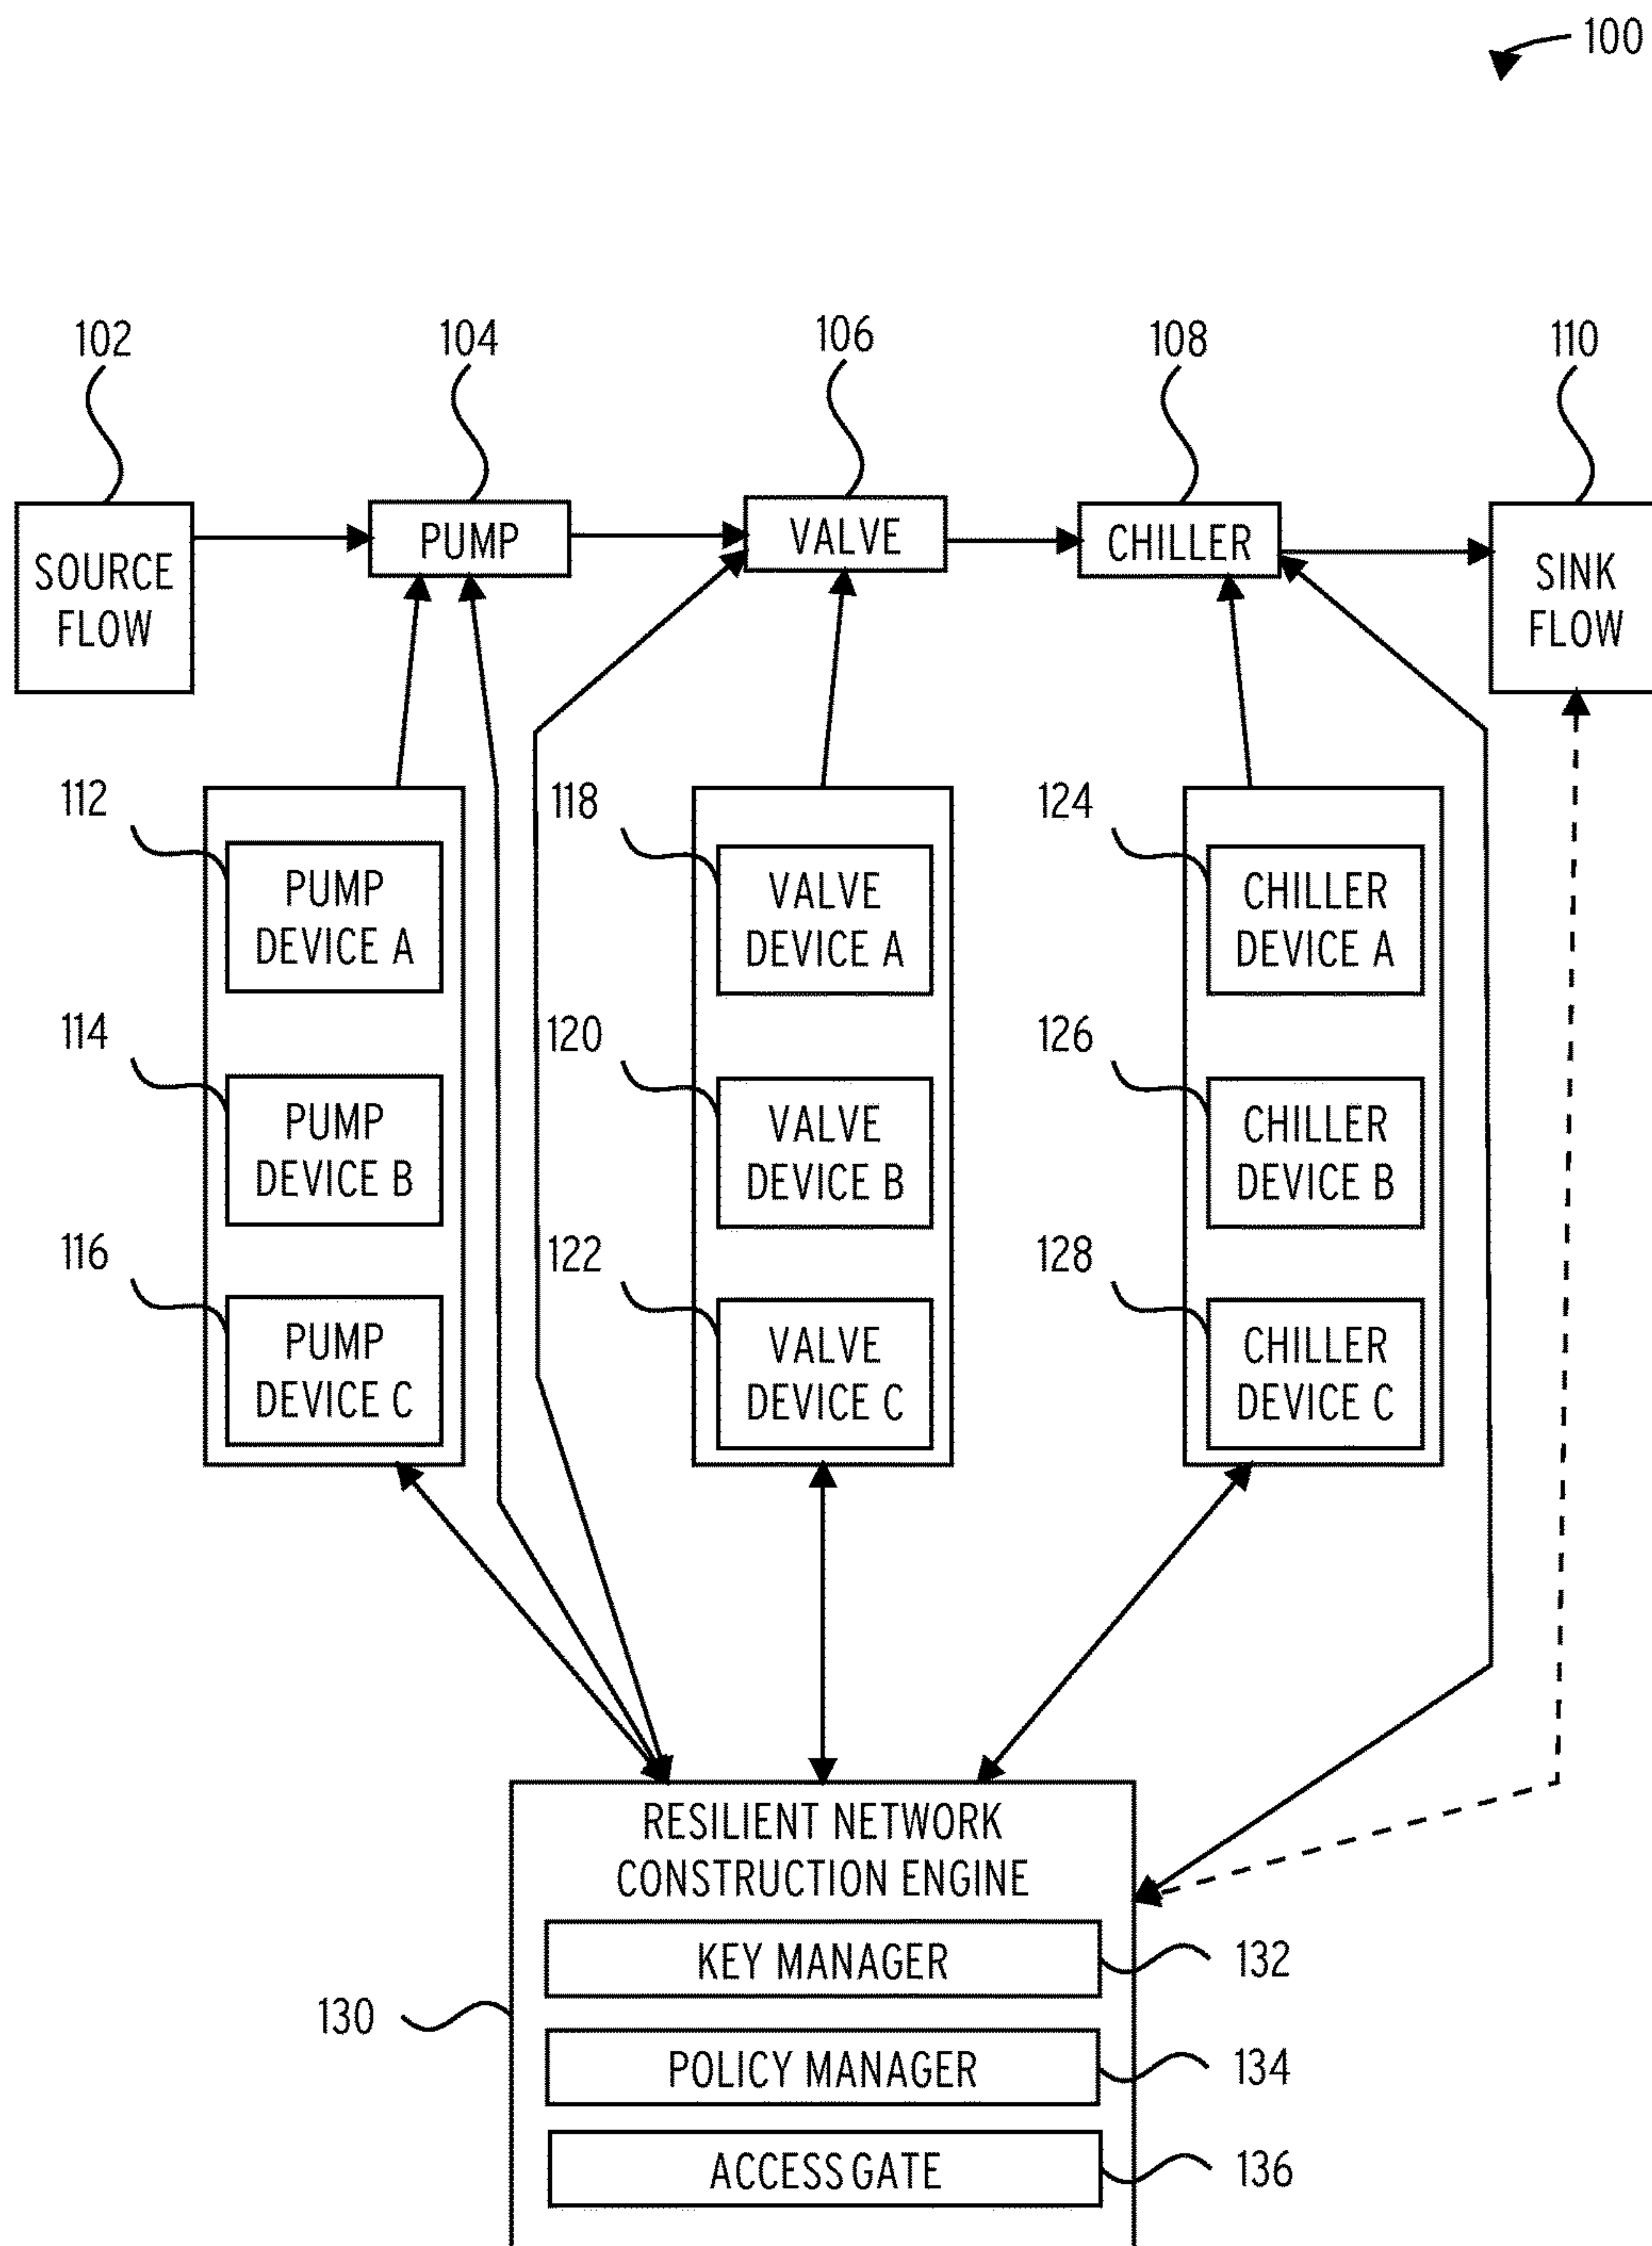 100
102
104
106
108
110
SOURCE
FLOW
PUMP
VALVE
CHILLER
SINK
FLOW
112
PUMP
DEVICE A
114
PUMP
DEVICE B
116
PUMP
DEVICE C
118
VALVE
DEVICE A
120
VALVE
DEVICE B
122
VALVE
DEVICE C
124
CHILLER
DEVICE A
126
CHILLER
DEVICE B
128
CHILLER
DEVICE C
RESILIENT NETWORK
CONSTRUCTION ENGINE
KEY MANAGER
132
130
POLICY MANAGER
134
ACCESS GATE
136